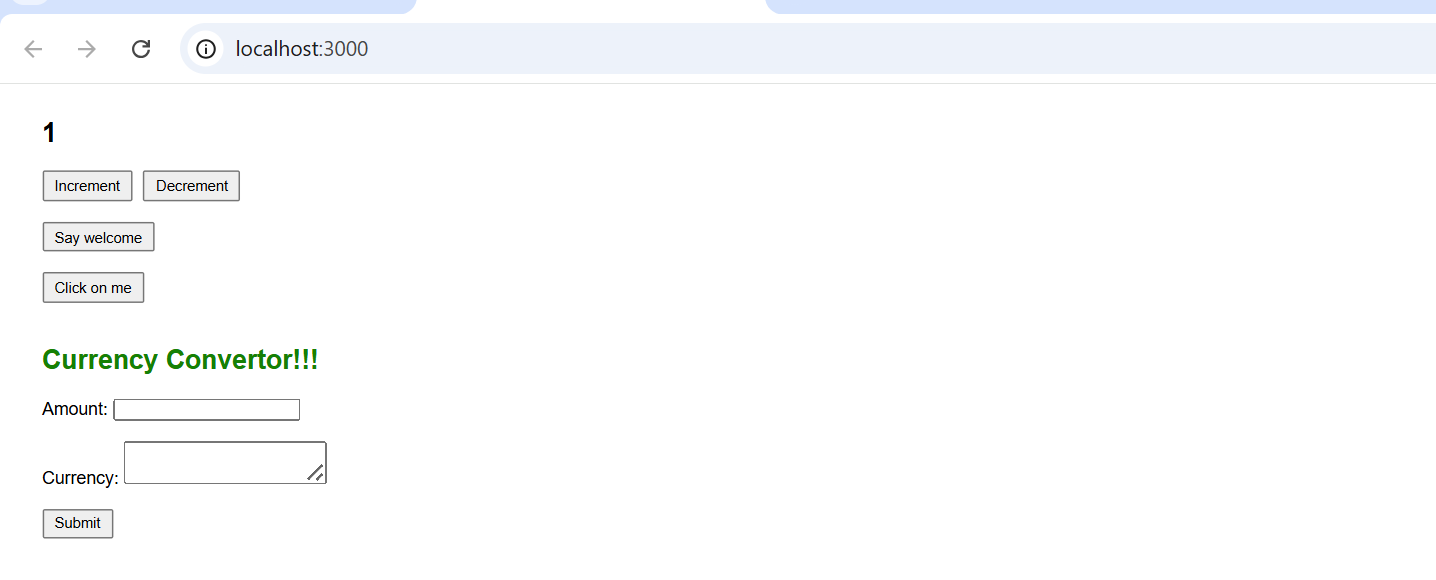 localhost:3000
1
Increment Decrement
Say welcome
Click on me
Currency Convertor!!!
Amount:
Currency:
Submit